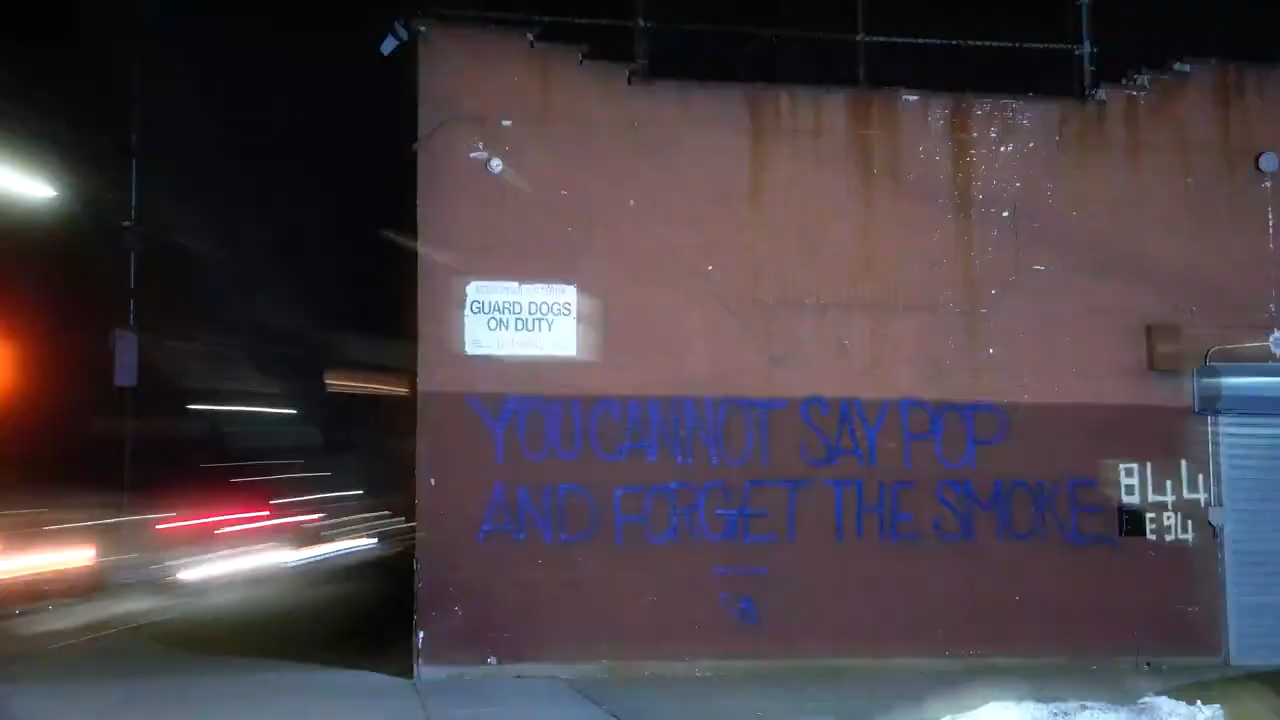 GUARD DOGS
ON DUTY
YOU CANNOT SAY POP
AND FORGET THE SMOKE
844
E 94